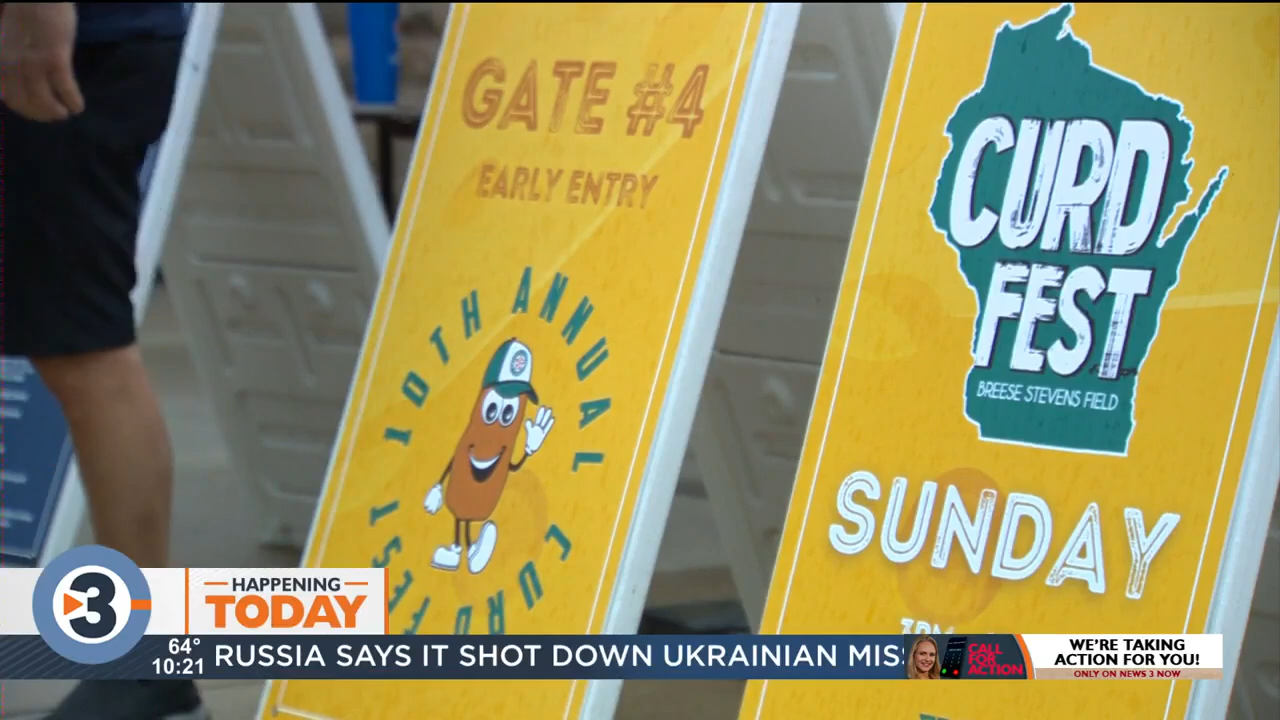 GATE #4
EARLY ENTRY
10TH ANNUAL
CURD FEST
CURD
FEST
BREESE STEVENS FIELD
SUNDAY
3
HAPPENING
TODAY
64°
10:21
RUSSIA SAYS IT SHOT DOWN UKRAINIAN MIS
CALL
FOR
ACTION
WE'RE TAKING
ACTION FOR YOU!
ONLY ON NEWS 3 NOW